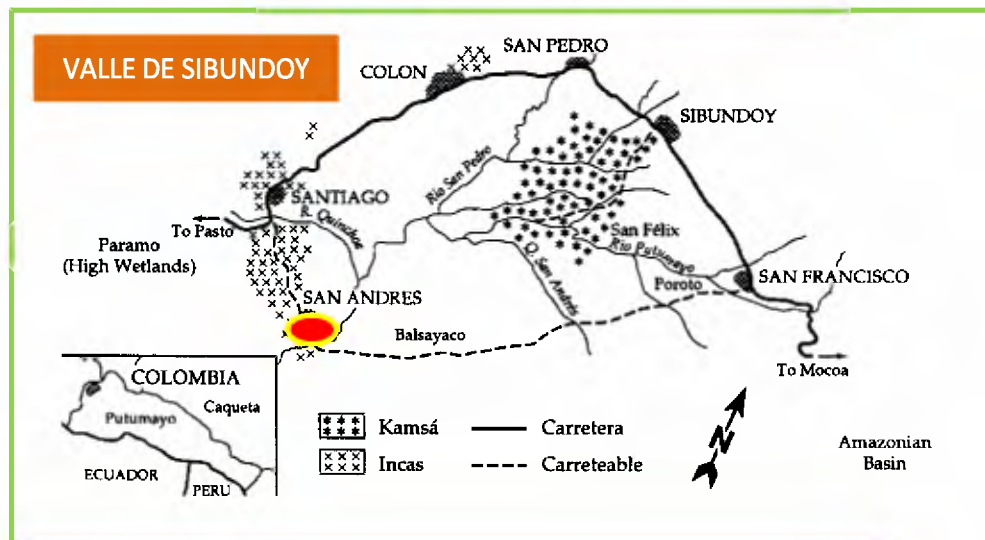 VALLE DE SIBUNDOY
SAN PEDRO
COLON
SIBUNDOY
Río San Pedro
SANTIAGO
R. Quinchoa
To Pasto
San Félix
Río Putumayo
Paramo
(High Wetlands)
Q. San Andrés
Poroto
SAN FRANCISCO
SAN ANDRES
Balsayaco
To Mocoa
COLOMBIA
Caqueta
Putumayo
ECUADOR
PERU
Kamsá
Carretera
Incas
Carreteable
N
Amazonian
Basin